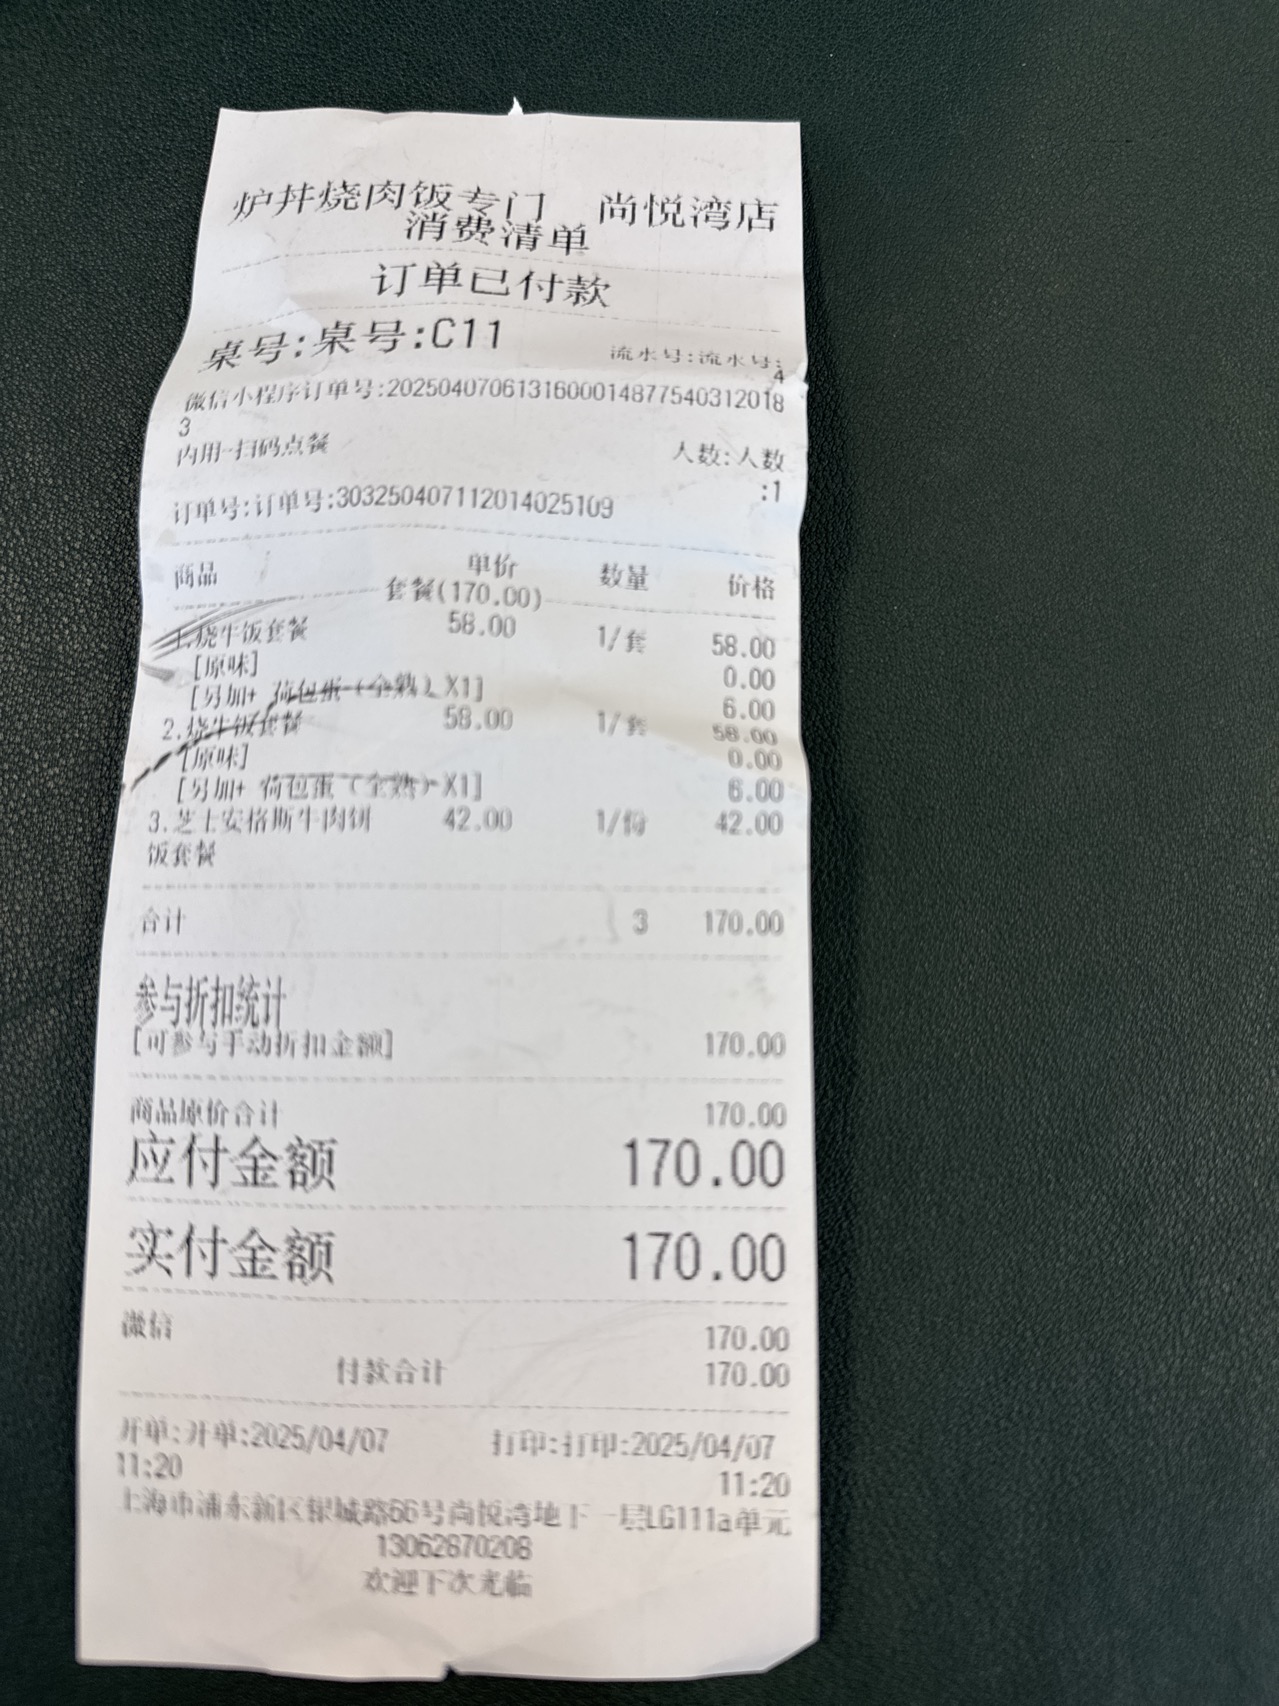 炉丼烧肉饭专门 尚悦湾店
消费清单
订单已付款
桌号:桌号:C11
流水号:流水号:
4
微信小程序订单号:2025040706131600014877540312018
3
内用-扫码点餐
人数:人数
:1
订单号:订单号:3032504071112014025109
商品 单价 数量 价格
套餐(170.00)
1.烧牛饭套餐 58.00 1/套 58.00
[原味] 0.00
[另加+ 荷包蛋(全熟)X1] 6.00
2.烧牛饭套餐 58.00 1/套 58.00
[原味] 0.00
[另加+ 荷包蛋(全熟)X1] 6.00
3.芝士安格斯牛肉饼 42.00 1/份 42.00
饭套餐
合计 3 170.00
参与折扣统计
[可参与手动折扣金额] 170.00
商品原价合计 170.00
应付金额 170.00
实付金额 170.00
微信 170.00
付款合计 170.00
开单:开单:2025/04/07 打印:打印:2025/04/07
11:20 11:20
上海市浦东新区银城路66号尚悦湾地下一层LG111a单元
13062870208
欢迎下次光临